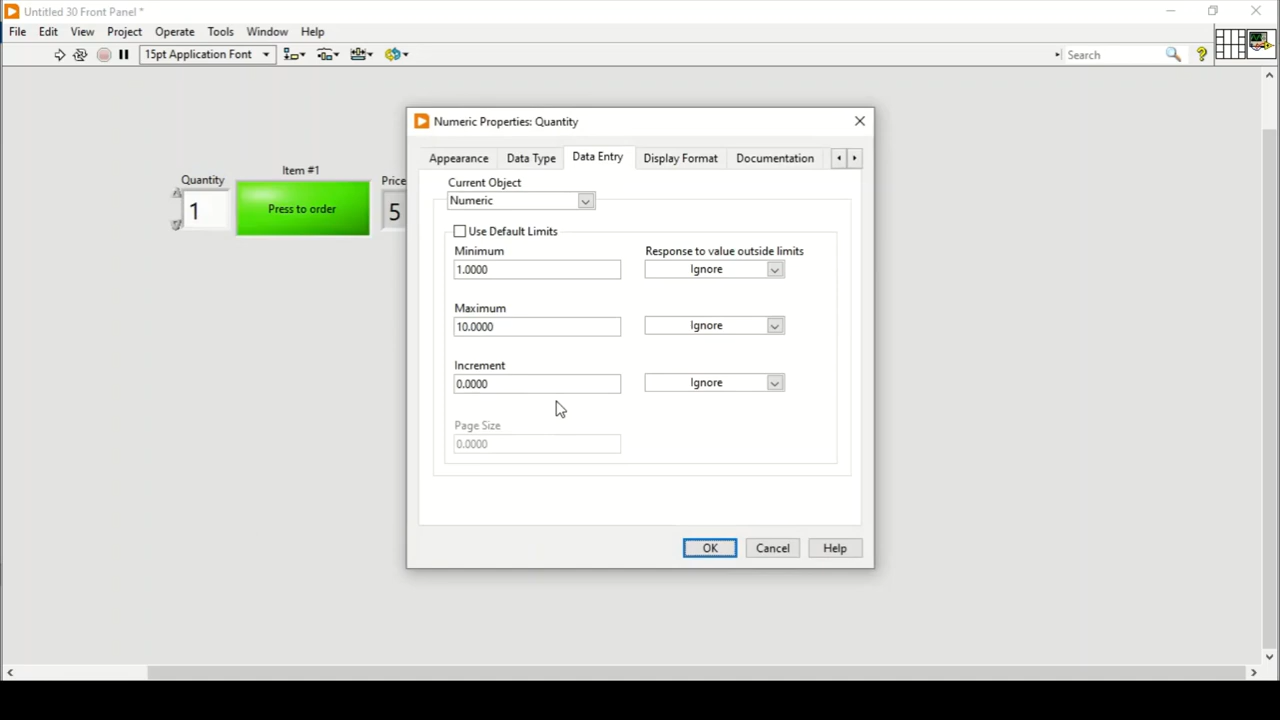 Untitled 30 Front Panel *
File Edit View Project Operate Tools Window Help
15pt Application Font
Search
Numeric Properties: Quantity
Appearance Data Type Data Entry Display Format Documentation
Current Object
Numeric
Use Default Limits
Minimum Response to value outside limits
1.0000 Ignore
Maximum
10.0000 Ignore
Increment
0.0000 Ignore
Page Size
0.0000
OK Cancel Help
Item #1
Quantity Price
1 Press to order 5